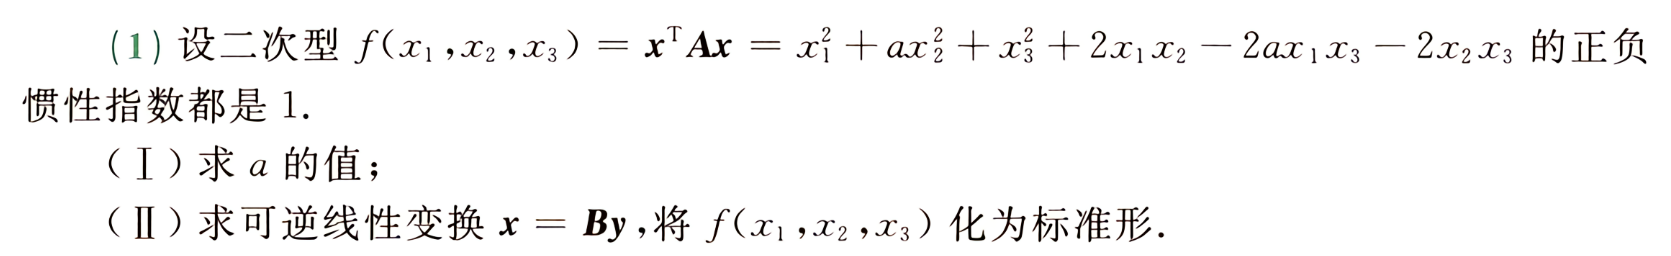 (1) 设二次型 f(x₁,x₂,x₃) = xᵀAx = x₁² + ax₂² + x₃² + 2x₁x₂ − 2ax₁x₃ − 2x₂x₃ 的正负
惯性指数都是 1.
(Ⅰ) 求 a 的值;
(Ⅱ) 求可逆线性变换 x = By,将 f(x₁,x₂,x₃) 化为标准形.